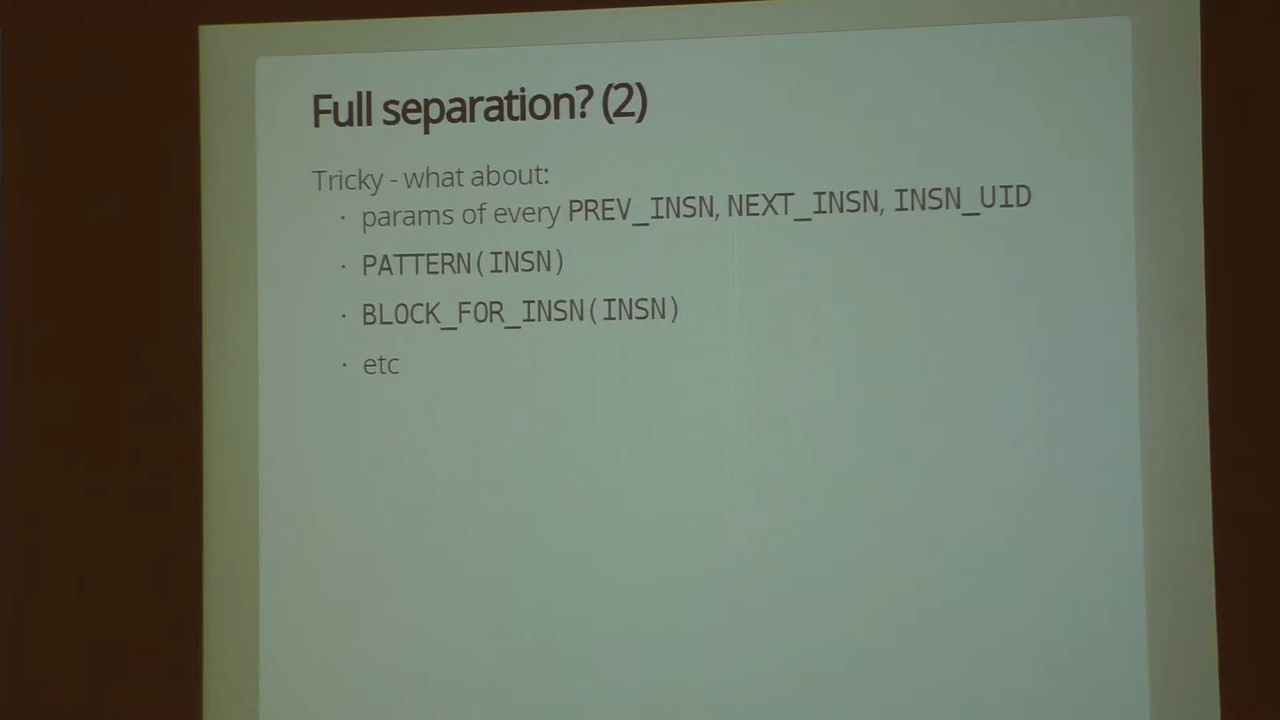 Full separation? (2)
Tricky - what about:
· params of every PREV_INSN, NEXT_INSN, INSN_UID
· PATTERN(INSN)
· BLOCK_FOR_INSN(INSN)
· etc